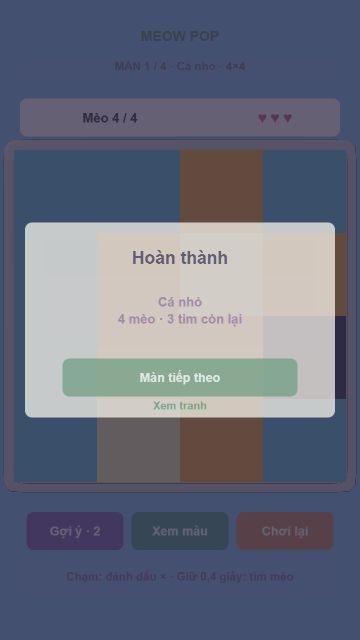 MEOW POP
MÀN 1 / 4 · Cá nhỏ · 4×4
Mèo 4 / 4
♥ ♥ ♥
Hoàn thành
Cá nhỏ
4 mèo · 3 tim còn lại
Màn tiếp theo
Xem tranh
Gợi ý · 2
Xem màu
Chơi lại
Chạm: đánh dấu × · Giữ 0,4 giây: tìm mèo